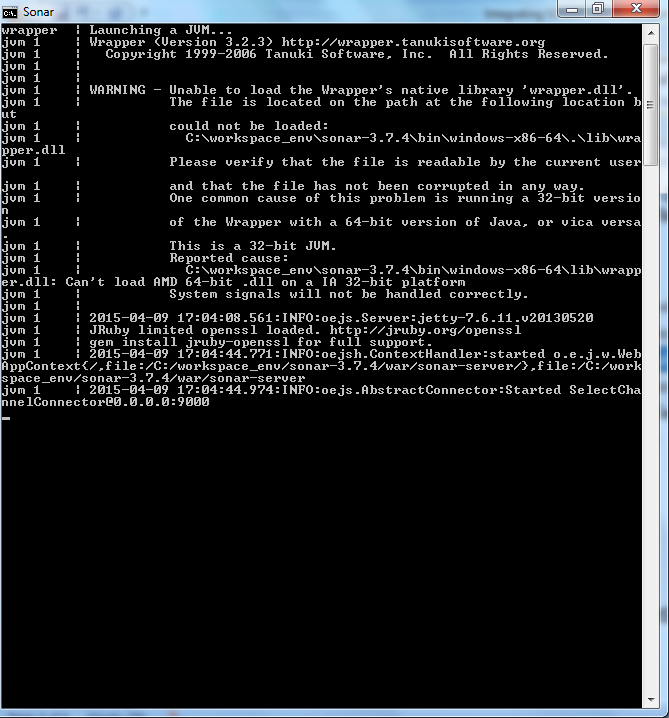 Sonar
wrapper  | Launching a JVM...
jvm 1    | Wrapper (Version 3.2.3) http://wrapper.tanukisoftware.org
jvm 1    |   Copyright 1999-2006 Tanuki Software, Inc.  All Rights Reserved.
jvm 1    |
jvm 1    |
jvm 1    | WARNING - Unable to load the Wrapper's native library 'wrapper.dll'.
jvm 1    |           The file is located on the path at the following location b
ut
jvm 1    |           could not be loaded:
jvm 1    |             C:\workspace_env\sonar-3.7.4\bin\windows-x86-64\.\lib\wra
pper.dll
jvm 1    |           Please verify that the file is readable by the current user
jvm 1    |           and that the file has not been corrupted in any way.
jvm 1    |           One common cause of this problem is running a 32-bit versio
n
jvm 1    |           of the Wrapper with a 64-bit version of Java, or vica versa
.
jvm 1    |           This is a 32-bit JVM.
jvm 1    |           Reported cause:
jvm 1    |             C:\workspace_env\sonar-3.7.4\bin\windows-x86-64\lib\wrapp
er.dll: Can't load AMD 64-bit .dll on a IA 32-bit platform
jvm 1    |           System signals will not be handled correctly.
jvm 1    |
jvm 1    | 2015-04-09 17:04:08.561:INFO:oejs.Server:jetty-7.6.11.v20130520
jvm 1    | JRuby limited openssl loaded. http://jruby.org/openssl
jvm 1    | gem install jruby-openssl for full support.
jvm 1    | 2015-04-09 17:04:44.771:INFO:oejsh.ContextHandler:started o.e.j.w.Web
AppContext{/,file:/C:/workspace_env/sonar-3.7.4/war/sonar-server/},file:/C:/work
space_env/sonar-3.7.4/war/sonar-server
jvm 1    | 2015-04-09 17:04:44.974:INFO:oejs.AbstractConnector:Started SelectCha
nnelConnector@0.0.0.0:9000